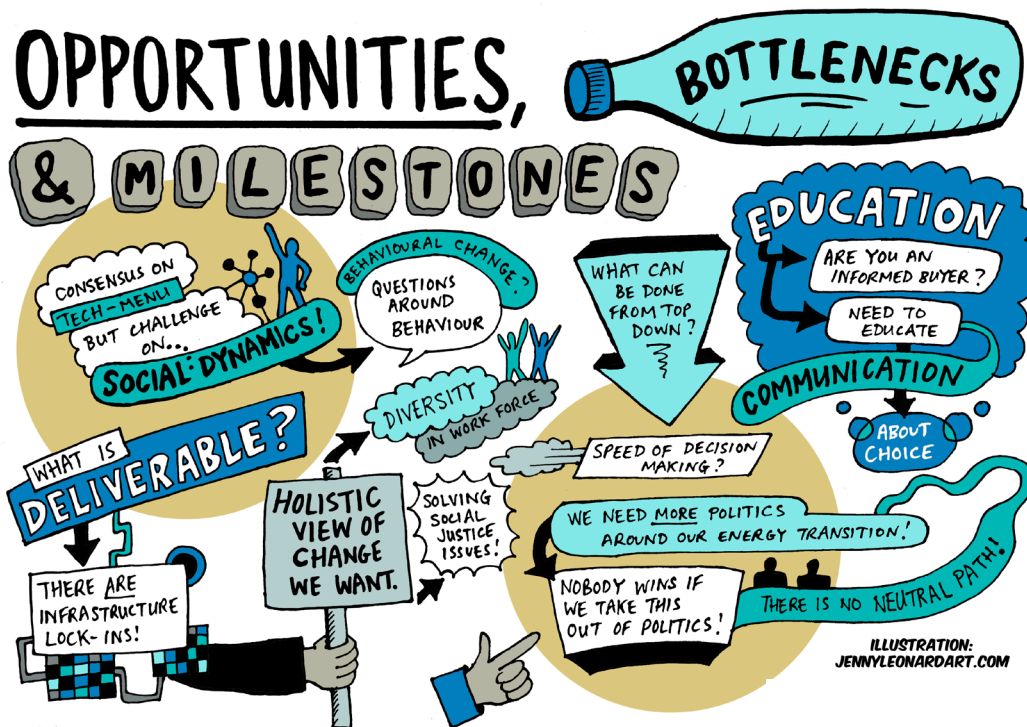 OPPORTUNITIES,
BOTTLENECKS
& MILESTONES
CONSENSUS ON
TECH-MENU
BUT CHALLENGE
ON...
SOCIAL: DYNAMICS!
BEHAVIOURAL CHANGE?
QUESTIONS
AROUND
BEHAVIOUR
WHAT CAN
BE DONE
FROM TOP
DOWN?
EDUCATION
ARE YOU AN
INFORMED BUYER?
NEED TO
EDUCATE
COMMUNICATION
ABOUT
CHOICE
DIVERSITY
IN WORK FORCE
WHAT IS
DELIVERABLE?
THERE ARE
INFRASTRUCTURE
LOCK-INS!
HOLISTIC
VIEW OF
CHANGE
WE WANT.
SOLVING
SOCIAL
JUSTICE
ISSUES!
SPEED OF DECISION
MAKING?
WE NEED MORE POLITICS
AROUND OUR ENERGY TRANSITION!
NOBODY WINS IF
WE TAKE THIS
OUT OF POLITICS!
THERE IS NO NEUTRAL PATH!
ILLUSTRATION:
JENNYLEONARDART.COM